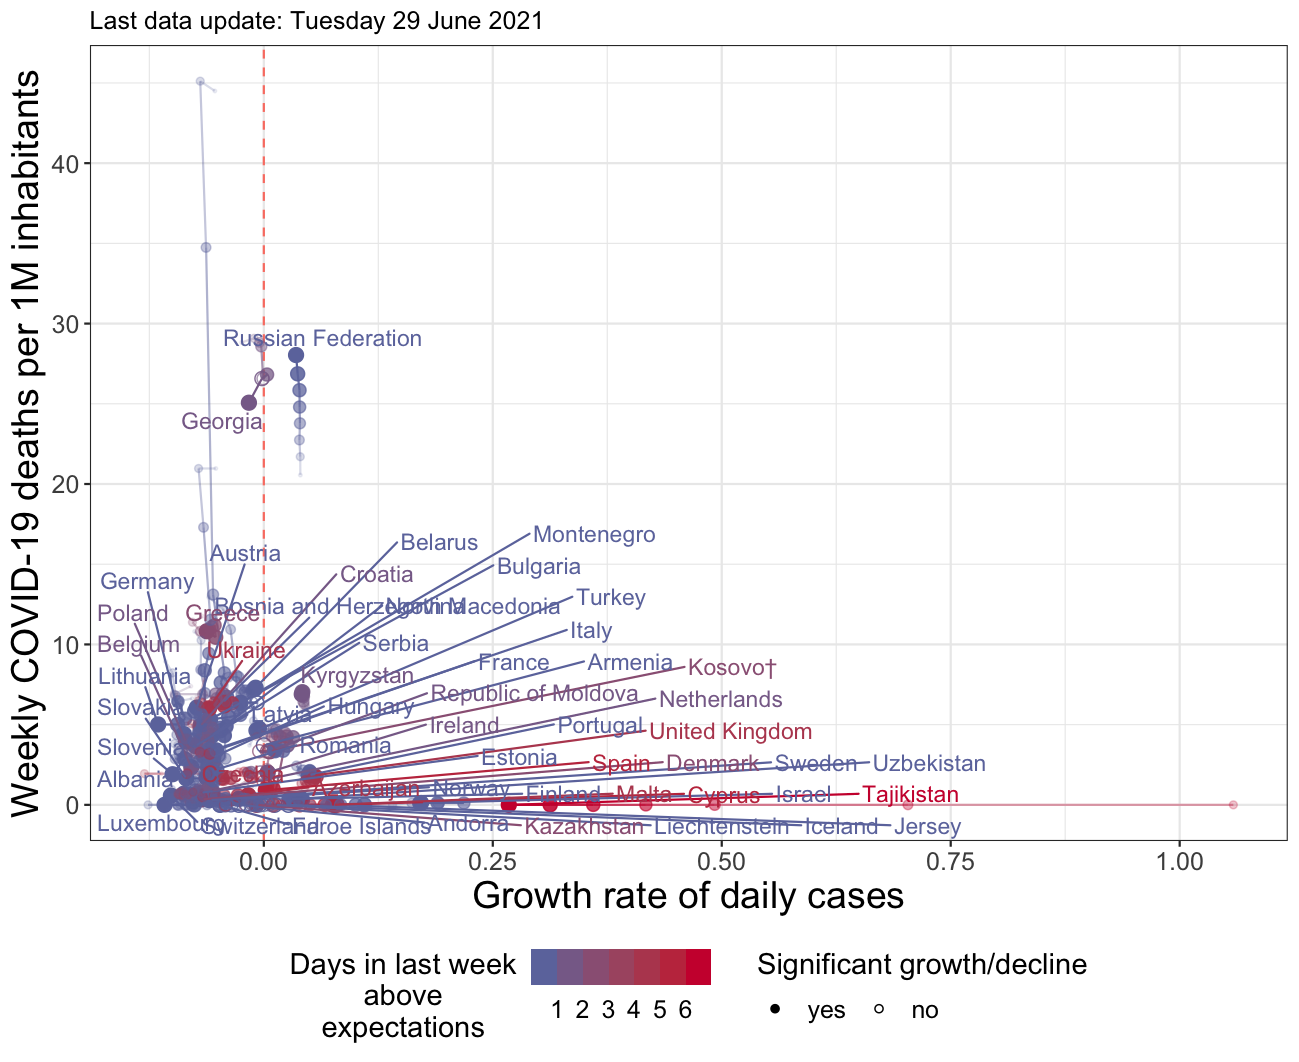 Last data update: Tuesday 29 June 2021
Weekly COVID-19 deaths per 1M inhabitants
40
30
20
10
0
Russian Federation
Georgia
Belarus
Montenegro
Austria
Bulgaria
Croatia
Germany
Turkey
Bosnia and Herzegovina
North Macedonia
Poland
Greece
Italy
Belgium
Serbia
Ukraine
France
Armenia
Kosovo†
Lithuania
Kyrgyzstan
Republic of Moldova
Netherlands
Slovakia
Latvia
Hungary
Ireland
Portugal
United Kingdom
Slovenia
Romania
Estonia
Spain
Denmark
Sweden
Uzbekistan
Albania
Czechia
Azerbaijan
Norway
Finland
Malta
Cyprus
Israel
Tajikistan
Luxembourg
Switzerland
Faroe Islands
Andorra
Kazakhstan
Liechtenstein
Iceland
Jersey
0.00 0.25 0.50 0.75 1.00
Growth rate of daily cases
Days in last week
above
expectations
1 2 3 4 5 6
Significant growth/decline
yes no